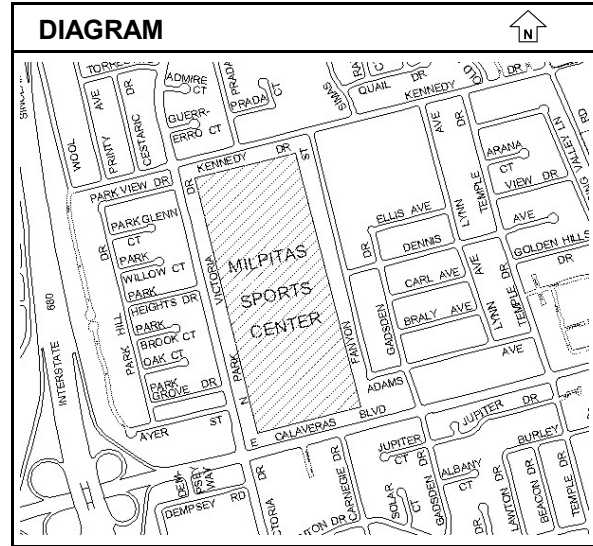 DIAGRAM
N
ADMIRE
CT
PRADA
PRADA CT
QUAIL DR
DR
KENNEDY
SIMAS
OLD
WOOL
PRINTY AVE
CESTARIC DR
GUERR-
ERRO CT
KENNEDY DR
ST
AVE
DR
ARANA
CT
VIEW DR
PARK VIEW DR
DR
LYNN
TEMPLE
AVE
PARK GLENN
CT
ELLIS AVE
DENNIS
GOLDEN HILLS
DR
PARK
WILLOW CT
DR
VICTORIA
MILPITAS
SPORTS
CENTER
DR
CARL AVE
AVE
DR
680
INTERSTATE
PARK
HEIGHTS DR
PARK
BROOK CT
PARK HILL
DR
GADSDEN
BRALY AVE
LYNN
TEMPLE
OAK CT
PARK
GROVE DR
N PARK
FANYON
ADAMS
AVE
AYER ST
E CALAVERAS BLVD
JUPITER DR
JUPITER
CT
BURLEY
DEMP-
SEY
WAY
DEMPSEY RD
DR
CARNEGIE DR
SOLAR CT
GADSDEN DR
ALBANY
CT
DR
LAWTON DR
BEACON DR
TEMPLE DR